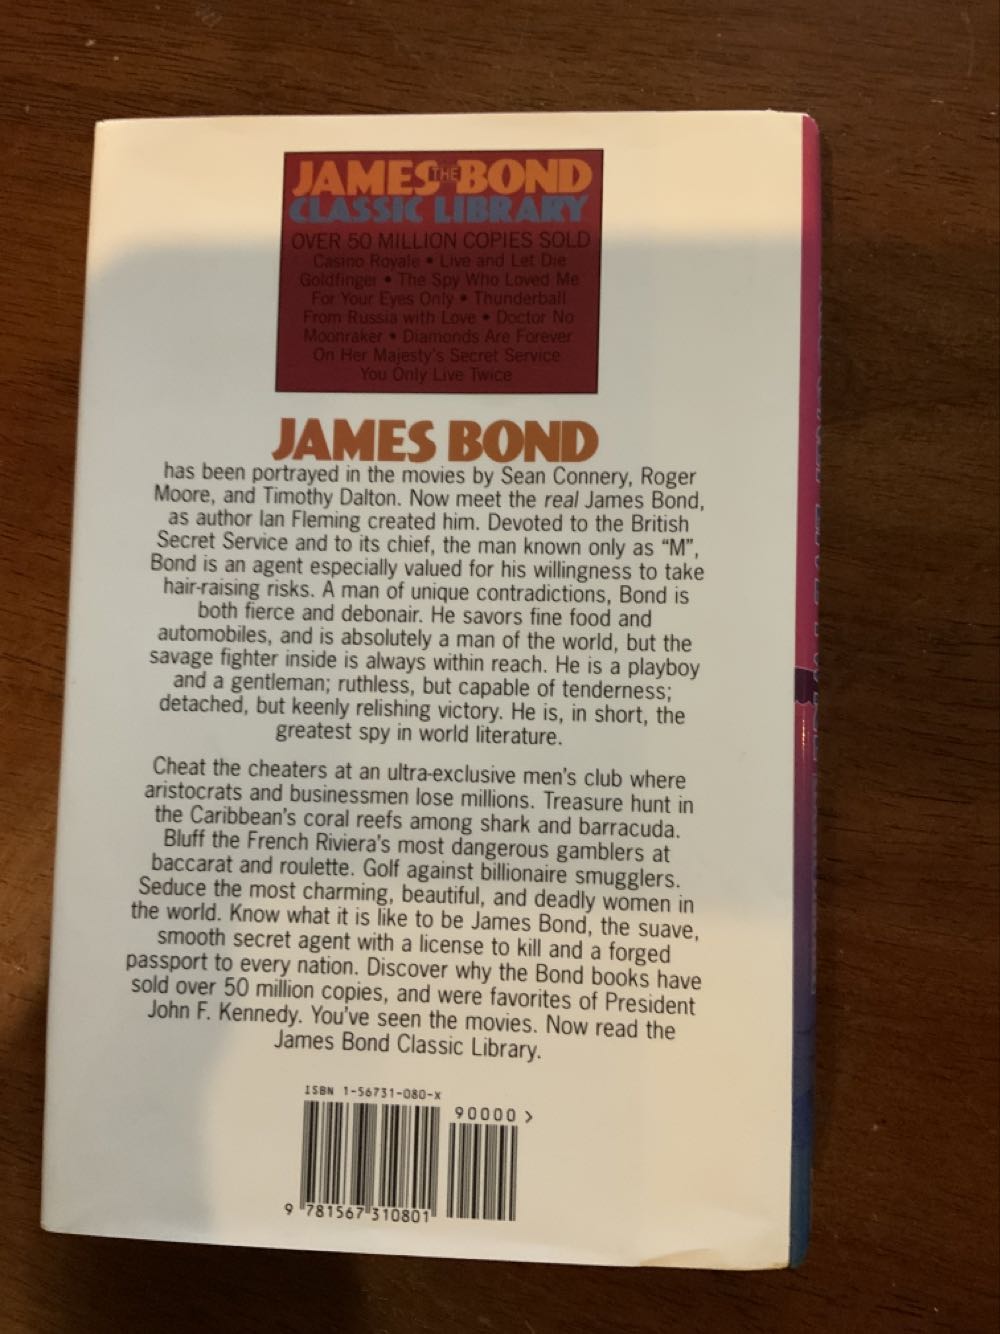 JAMES THE BOND
CLASSIC LIBRARY
OVER 50 MILLION COPIES SOLD
Casino Royale • Live and Let Die
Goldfinger • The Spy Who Loved Me
For Your Eyes Only • Thunderball
From Russia with Love • Doctor No
Moonraker • Diamonds Are Forever
On Her Majesty's Secret Service
You Only Live Twice
JAMES BOND
has been portrayed in the movies by Sean Connery, Roger
Moore, and Timothy Dalton. Now meet the real James Bond,
as author Ian Fleming created him. Devoted to the British
Secret Service and to its chief, the man known only as “M”,
Bond is an agent especially valued for his willingness to take
hair-raising risks. A man of unique contradictions, Bond is
both fierce and debonair. He savors fine food and
automobiles, and is absolutely a man of the world, but the
savage fighter inside is always within reach. He is a playboy
and a gentleman; ruthless, but capable of tenderness;
detached, but keenly relishing victory. He is, in short, the
greatest spy in world literature.
Cheat the cheaters at an ultra-exclusive men's club where
aristocrats and businessmen lose millions. Treasure hunt in
the Caribbean's coral reefs among shark and barracuda.
Bluff the French Riviera's most dangerous gamblers at
baccarat and roulette. Golf against billionaire smugglers.
Seduce the most charming, beautiful, and deadly women in
the world. Know what it is like to be James Bond, the suave,
smooth secret agent with a license to kill and a forged
passport to every nation. Discover why the Bond books have
sold over 50 million copies, and were favorites of President
John F. Kennedy. You've seen the movies. Now read the
James Bond Classic Library.
ISBN 1-56731-080-X
90000 >
9 781567 310801